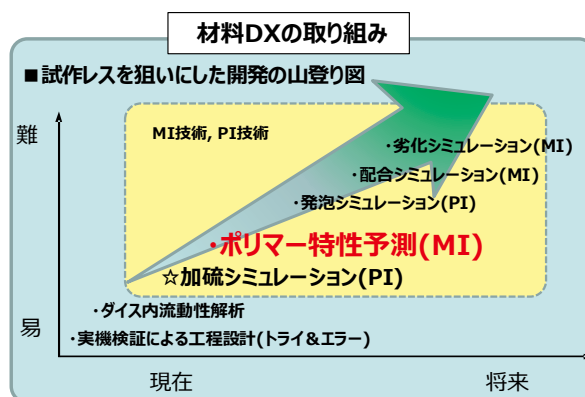 材料DXの取り組み
■試作レスを狙いにした開発の山登り図
難
MI技術, PI技術
・劣化シミュレーション(MI)
・配合シミュレーション(MI)
・発泡シミュレーション(PI)
・ポリマー特性予測(MI)
☆加硫シミュレーション(PI)
・ダイス内流動性解析
易
・実機検証による工程設計(トライ&エラー)
現在
将来